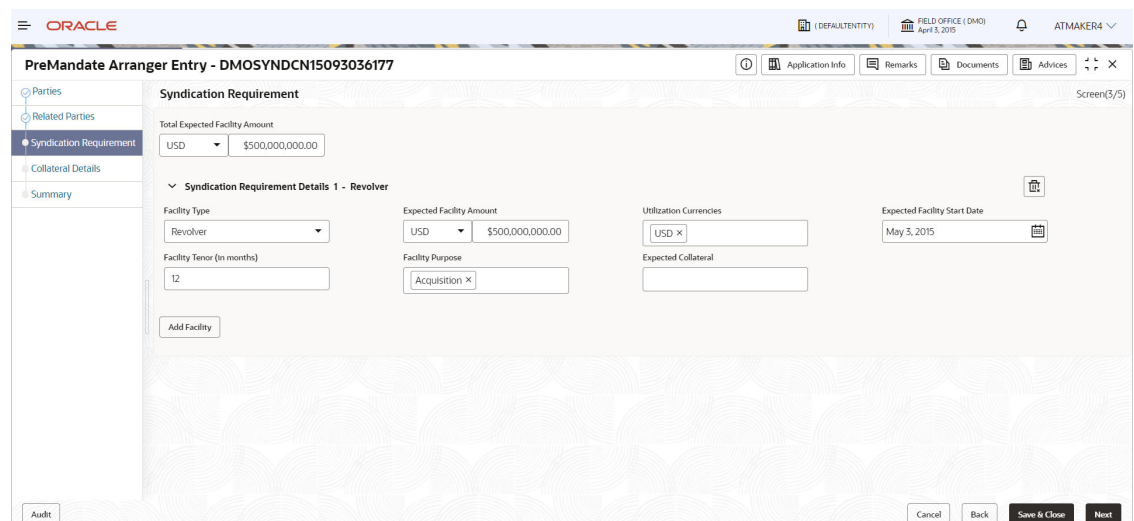 ORACLE
( DEFAULTENTITY)
FIELD OFFICE ( DMO)
April 3, 2015
ATMAKER4
PreMandate Arranger Entry - DMOSYNDCN15093036177
Application Info
Remarks
Documents
Advices
Parties
Related Parties
Syndication Requirement
Collateral Details
Summary
Syndication Requirement
Screen(3/5)
Total Expected Facility Amount
USD
$500,000,000.00
Syndication Requirement Details 1 - Revolver
Facility Type
Expected Facility Amount
Utilization Currencies
Expected Facility Start Date
Revolver
USD
$500,000,000.00
USD ×
May 3, 2015
Facility Tenor (In months)
Facility Purpose
Expected Collateral
12
Acquisition ×
Add Facility
Audit
Cancel
Back
Save & Close
Next